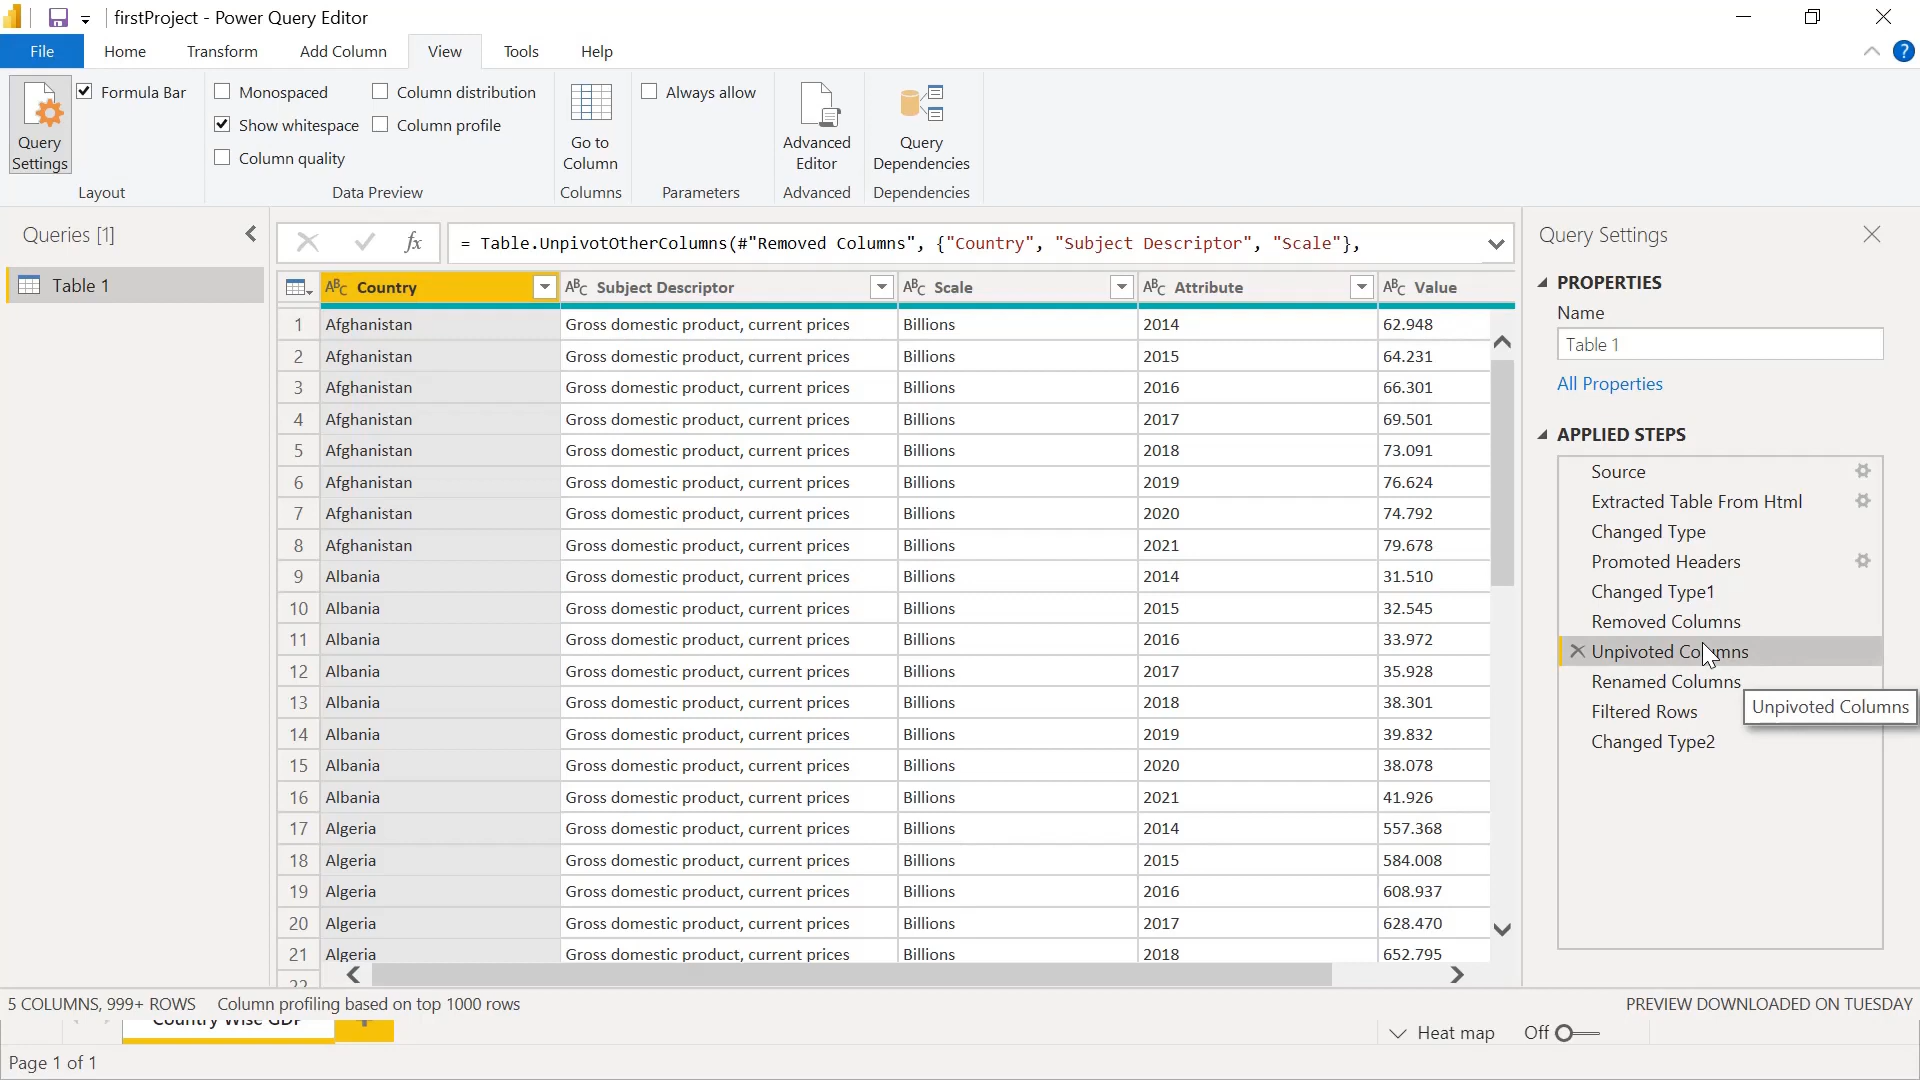 firstProject - Power Query Editor
File Home Transform Add Column View Tools Help
Query Settings
Formula Bar
Layout
Monospaced
Show whitespace
Column quality
Column distribution
Column profile
Data Preview
Go to Column
Columns
Always allow
Parameters
Advanced Editor
Advanced
Query Dependencies
Dependencies
Queries [1]
Table 1
fx = Table.UnpivotOtherColumns(#"Removed Columns", {"Country", "Subject Descriptor", "Scale"},
Country Subject Descriptor Scale Attribute Value
1 Afghanistan Gross domestic product, current prices Billions 2014 62.948
2 Afghanistan Gross domestic product, current prices Billions 2015 64.231
3 Afghanistan Gross domestic product, current prices Billions 2016 66.301
4 Afghanistan Gross domestic product, current prices Billions 2017 69.501
5 Afghanistan Gross domestic product, current prices Billions 2018 73.091
6 Afghanistan Gross domestic product, current prices Billions 2019 76.624
7 Afghanistan Gross domestic product, current prices Billions 2020 74.792
8 Afghanistan Gross domestic product, current prices Billions 2021 79.678
9 Albania Gross domestic product, current prices Billions 2014 31.510
10 Albania Gross domestic product, current prices Billions 2015 32.545
11 Albania Gross domestic product, current prices Billions 2016 33.972
12 Albania Gross domestic product, current prices Billions 2017 35.928
13 Albania Gross domestic product, current prices Billions 2018 38.301
14 Albania Gross domestic product, current prices Billions 2019 39.832
15 Albania Gross domestic product, current prices Billions 2020 38.078
16 Albania Gross domestic product, current prices Billions 2021 41.926
17 Algeria Gross domestic product, current prices Billions 2014 557.368
18 Algeria Gross domestic product, current prices Billions 2015 584.008
19 Algeria Gross domestic product, current prices Billions 2016 608.937
20 Algeria Gross domestic product, current prices Billions 2017 628.470
21 Algeria Gross domestic product, current prices Billions 2018 652.795
22
Query Settings
PROPERTIES
Name
Table 1
All Properties
APPLIED STEPS
Source
Extracted Table From Html
Changed Type
Promoted Headers
Changed Type1
Removed Columns
Unpivoted Columns
Renamed Columns
Unpivoted Columns
Filtered Rows
Changed Type2
5 COLUMNS, 999+ ROWS Column profiling based on top 1000 rows
PREVIEW DOWNLOADED ON TUESDAY
Country Wise GDP
Heat map Off
Page 1 of 1